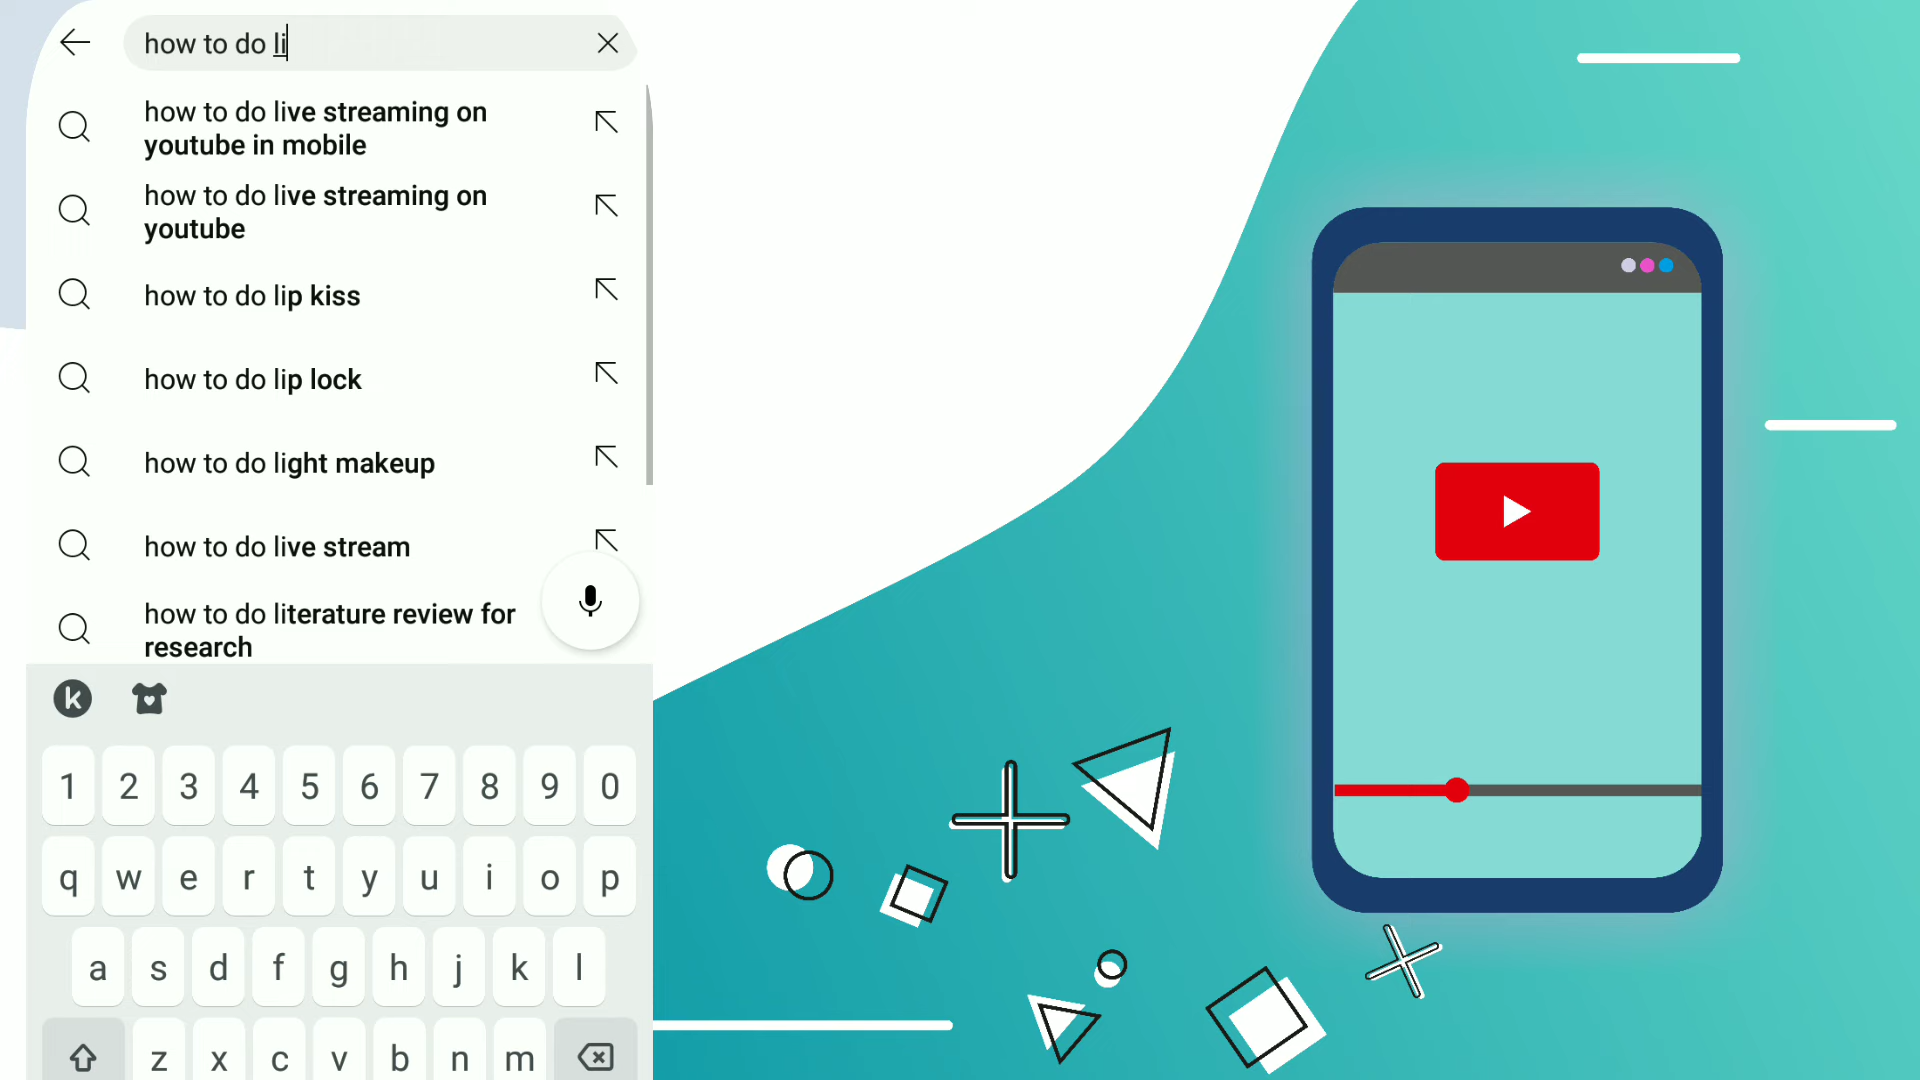 how to do li
how to do live streaming on
youtube in mobile
how to do live streaming on
youtube
how to do lip kiss
how to do lip lock
how to do light makeup
how to do live stream
how to do literature review for
research
k
1 2 3 4 5 6 7 8 9 0
q w e r t y u i o p
a s d f g h j k l
z x c v b n m